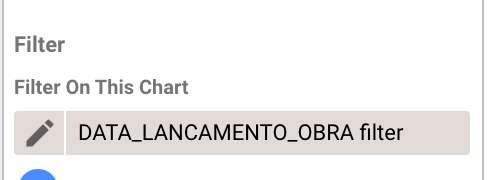 Filter
Filter On This Chart
DATA_LANCAMENTO_OBRA filter